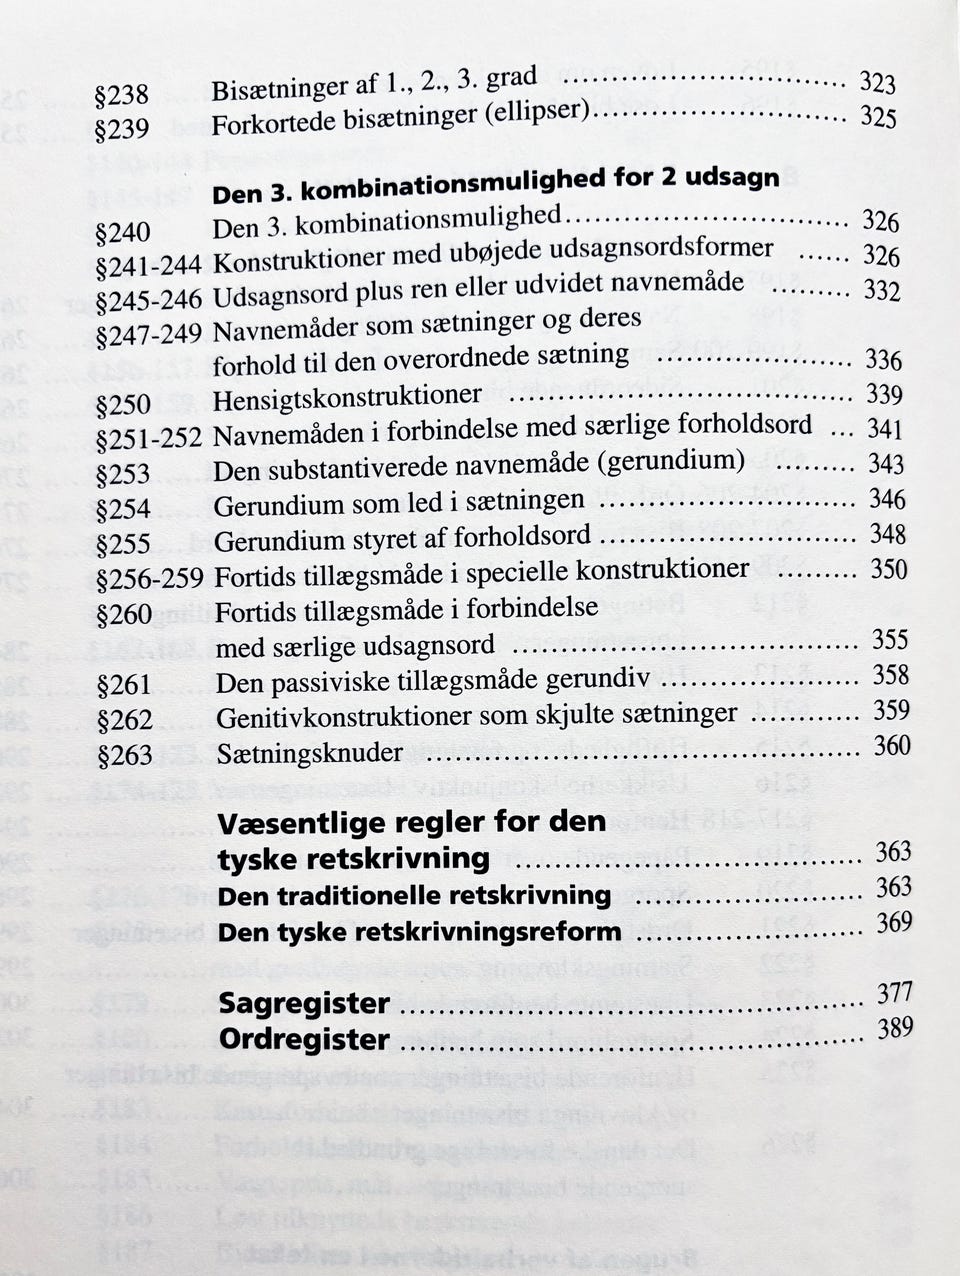 §238 Bisætninger af 1., 2., 3. grad ............................ 323
§239 Forkortede bisætninger (ellipser)......................... 325
Den 3. kombinationsmulighed for 2 udsagn
§240 Den 3. kombinationsmulighed............................ 326
§241-244 Konstruktioner med ubøjede udsagnsordsformer ...... 326
§245-246 Udsagnsord plus ren eller udvidet navnemåde ......... 332
§247-249 Navnemåder som sætninger og deres
forhold til den overordnede sætning .................... 336
§250 Hensigtskonstruktioner ................................... 339
§251-252 Navnemåden i forbindelse med særlige forholdsord ... 341
§253 Den substantiverede navnemåde (gerundium) ......... 343
§254 Gerundium som led i sætningen .......................... 346
§255 Gerundium styret af forholdsord .......................... 348
§256-259 Fortids tillægsmåde i specielle konstruktioner ......... 350
§260 Fortids tillægsmåde i forbindelse
med særlige udsagnsord ................................... 355
§261 Den passiviske tillægsmåde gerundiv .................... 358
§262 Genitivkonstruktioner som skjulte sætninger ............ 359
§263 Sætningsknuder ............................................ 360
Væsentlige regler for den
tyske retskrivning ................................... 363
Den traditionelle retskrivning ....................... 363
Den tyske retskrivningsreform ....................... 369
Sagregister ............................................... 377
Ordregister ............................................... 389